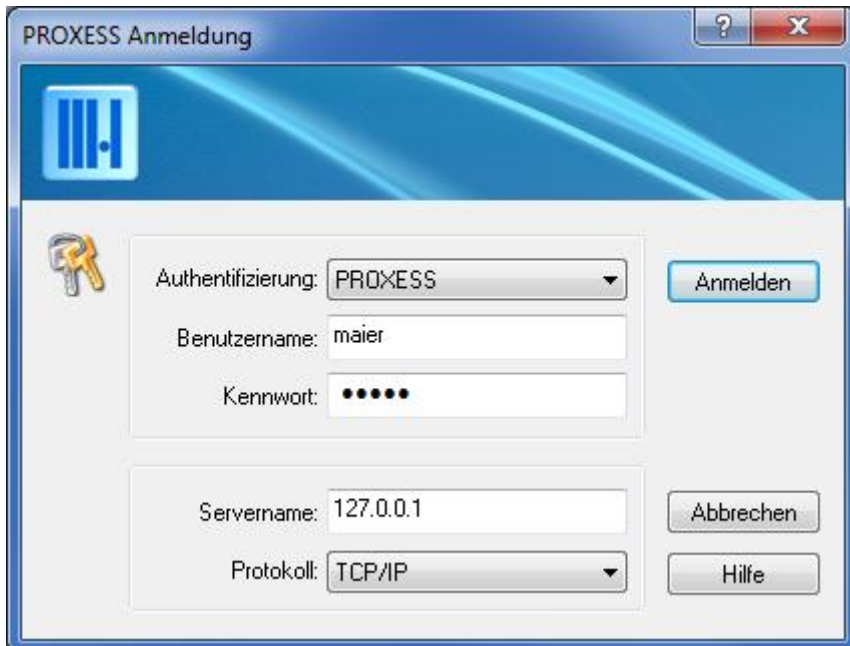 PROXESS Anmeldung
Authentifizierung: PROXESS
Anmelden
Benutzername: maier
Kennwort: •••••
Servername: 127.0.0.1
Abbrechen
Protokoll: TCP/IP
Hilfe